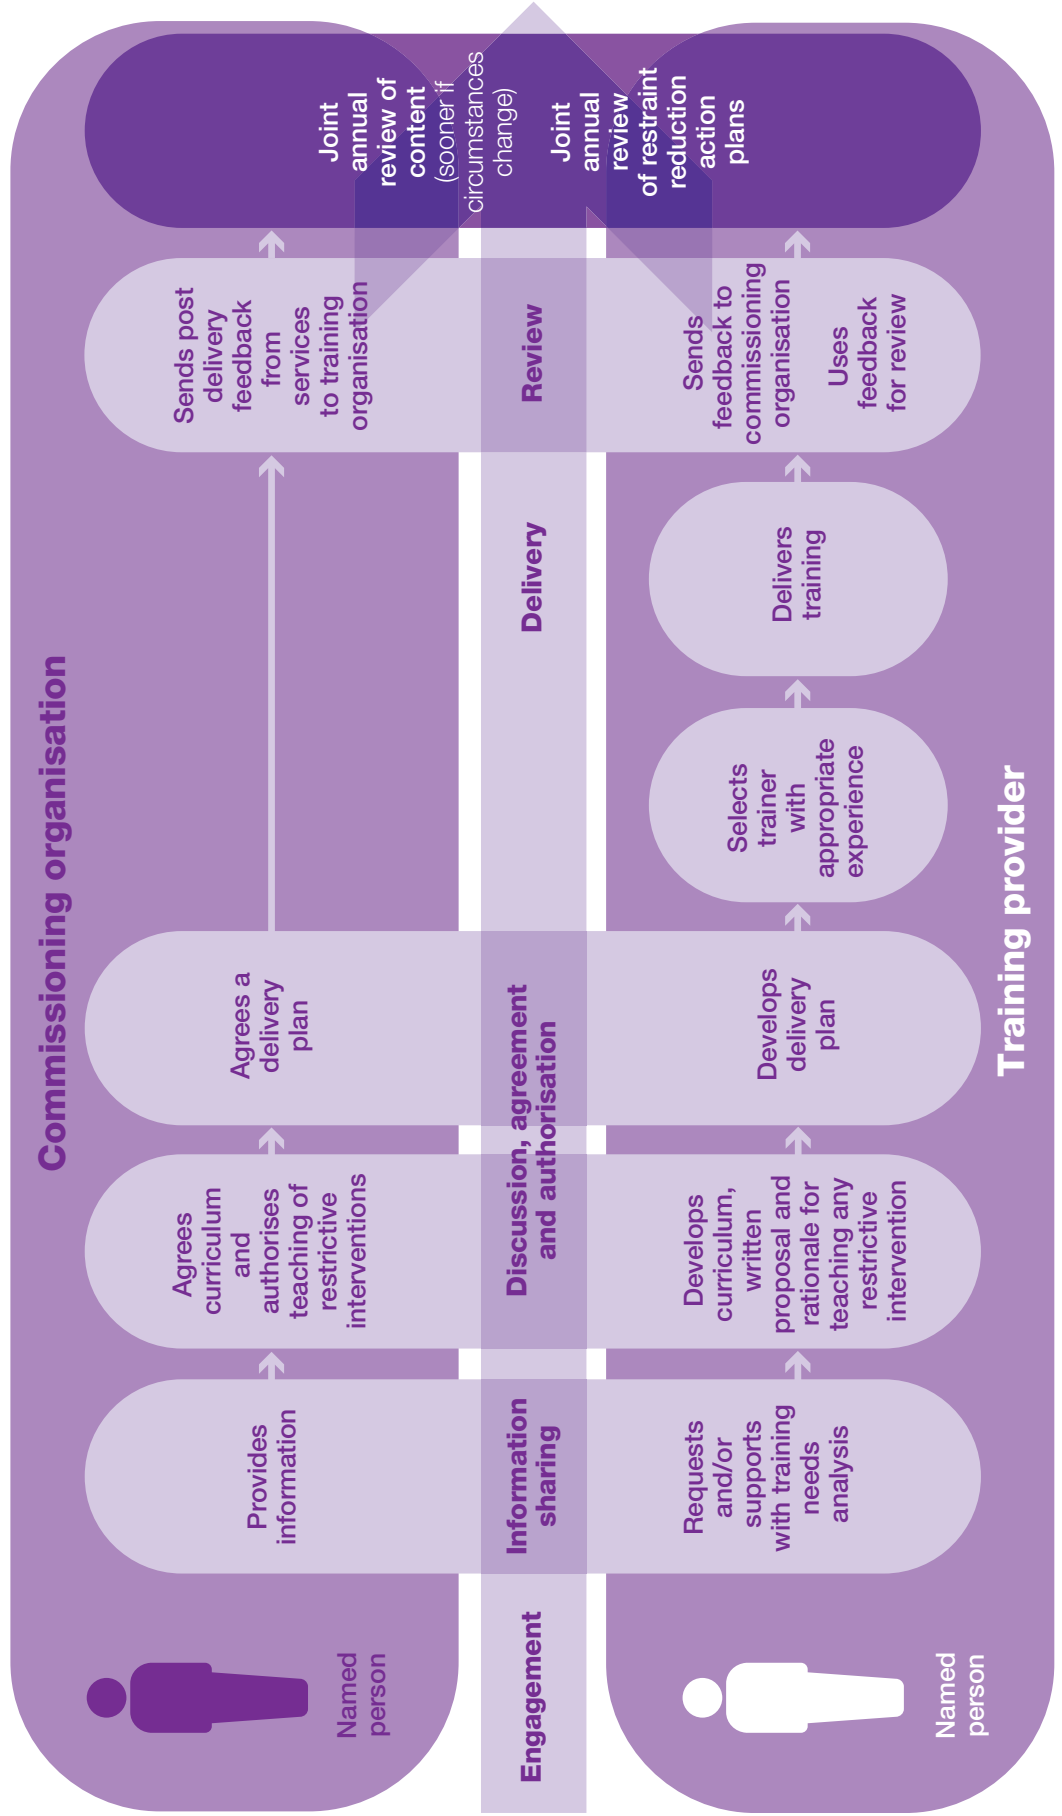 Commissioning organisation
Named
person
Provides
information
Agrees
curriculum
and
authorises
teaching of
restrictive
interventions
Agrees a
delivery
plan
Sends post
delivery
feedback
from
services
to training
organisation
Joint
annual
review of
content
(sooner if
circumstances
change)
Joint
annual
review
of restraint
reduction
action
plans
Engagement
Information
sharing
Discussion, agreement
and authorisation
Delivery
Review
Named
person
Requests
and/or
supports
with training
needs
analysis
Develops
curriculum,
written
proposal and
rationale for
teaching any
restrictive
intervention
Develops
delivery
plan
Selects
trainer
with
appropriate
experience
Delivers
training
Sends
feedback to
commissioning
organisation
Uses
feedback
for review
Training provider